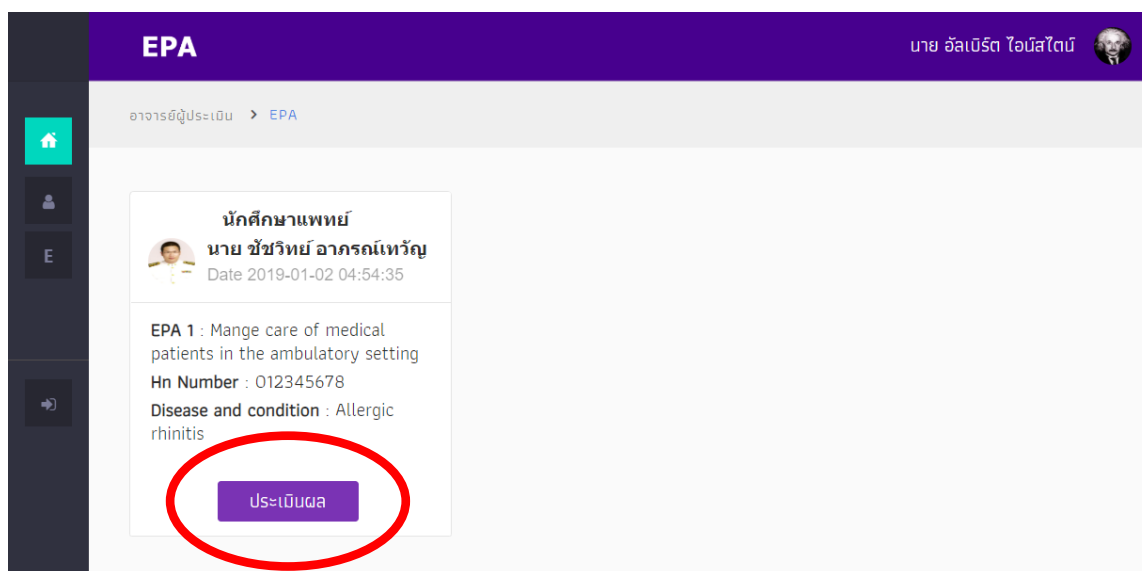 EPA
นาย อัลเบิร์ต ไอน์สไตน์
อาจารย์ผู้ประเมิน > EPA
E
นักศึกษาแพทย์
นาย ชัชวิทย์ อาภรณ์เทวัญ
Date 2019-01-02 04:54:35
EPA 1 : Mange care of medical
patients in the ambulatory setting
Hn Number : 012345678
Disease and condition : Allergic
rhinitis
ประเมินผล